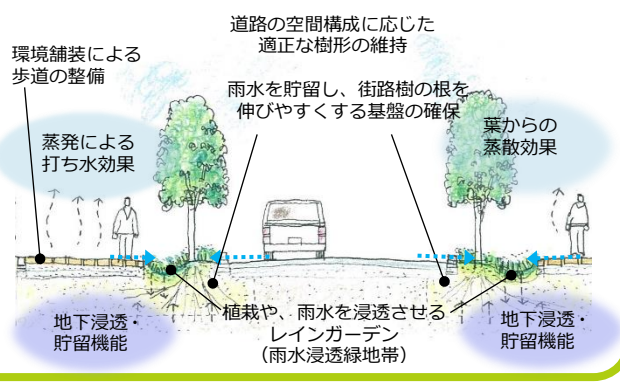 道路の空間構成に応じた
適正な樹形の維持
環境舗装による
歩道の整備
雨水を貯留し、街路樹の根を
伸びやすくする基盤の確保
蒸発による
打ち水効果
葉からの
蒸散効果
植栽や、雨水を浸透させる
レインガーデン
（雨水浸透緑地帯）
地下浸透・
貯留機能
地下浸透・
貯留機能